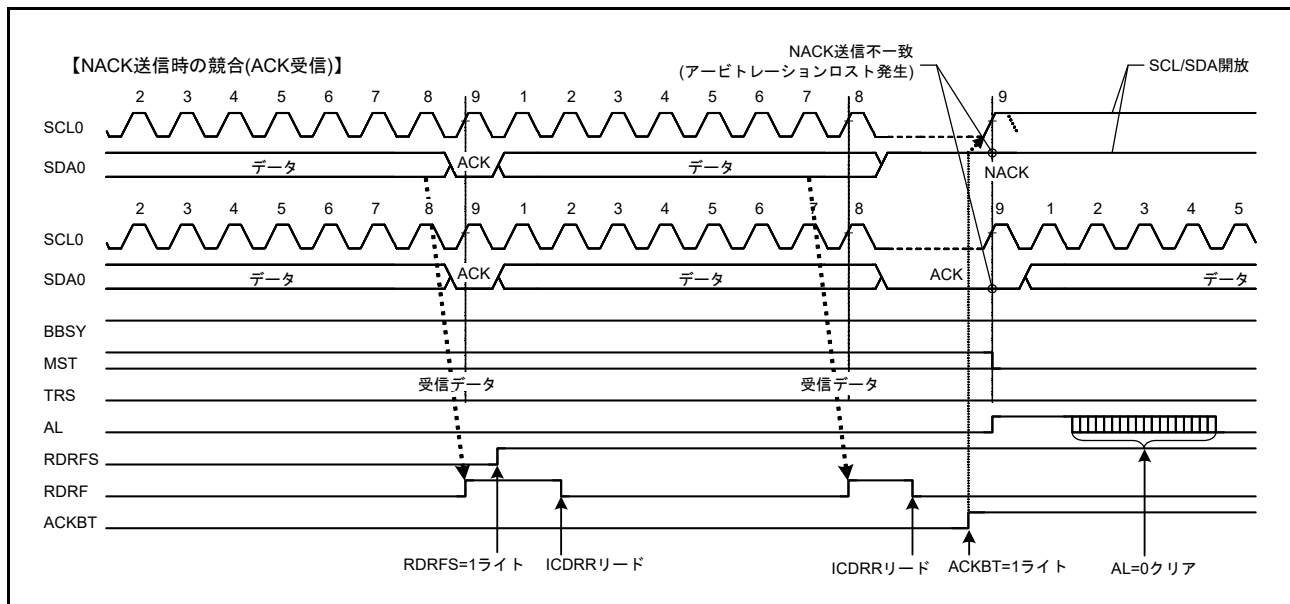 【NACK送信時の競合(ACK受信)】
NACK送信不一致
(アービトレーションロスト発生)
SCL/SDA開放
2 3 4 5 6 7 8 9 1 2 3 4 5 6 7 8 9
SCL0
SDA0 データ ACK データ NACK
2 3 4 5 6 7 8 9 1 2 3 4 5 6 7 8 9 1 2 3 4 5
SCL0
SDA0 データ ACK データ ACK データ
BBSY
MST
受信データ 受信データ
TRS
AL
RDRFS
RDRF
ACKBT
RDRFS=1ライト ICDRRリード ICDRRリード ACKBT=1ライト AL=0クリア